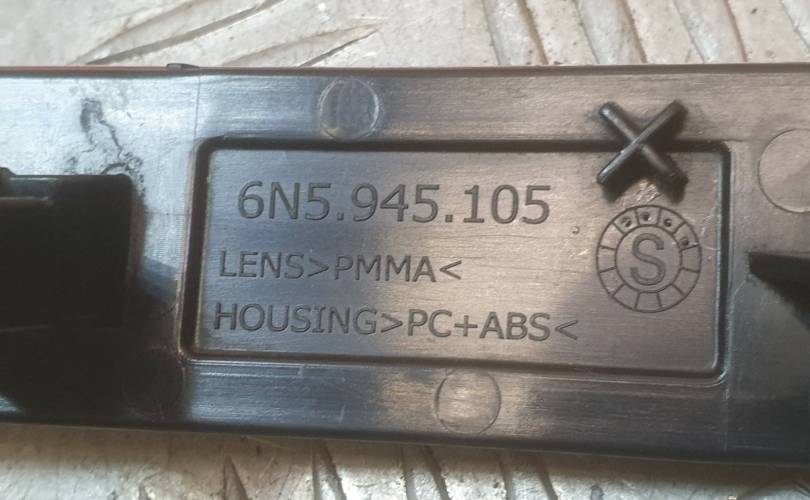 6N5.945.105
LENS>PMMA<
HOUSING>PC+ABS<
S